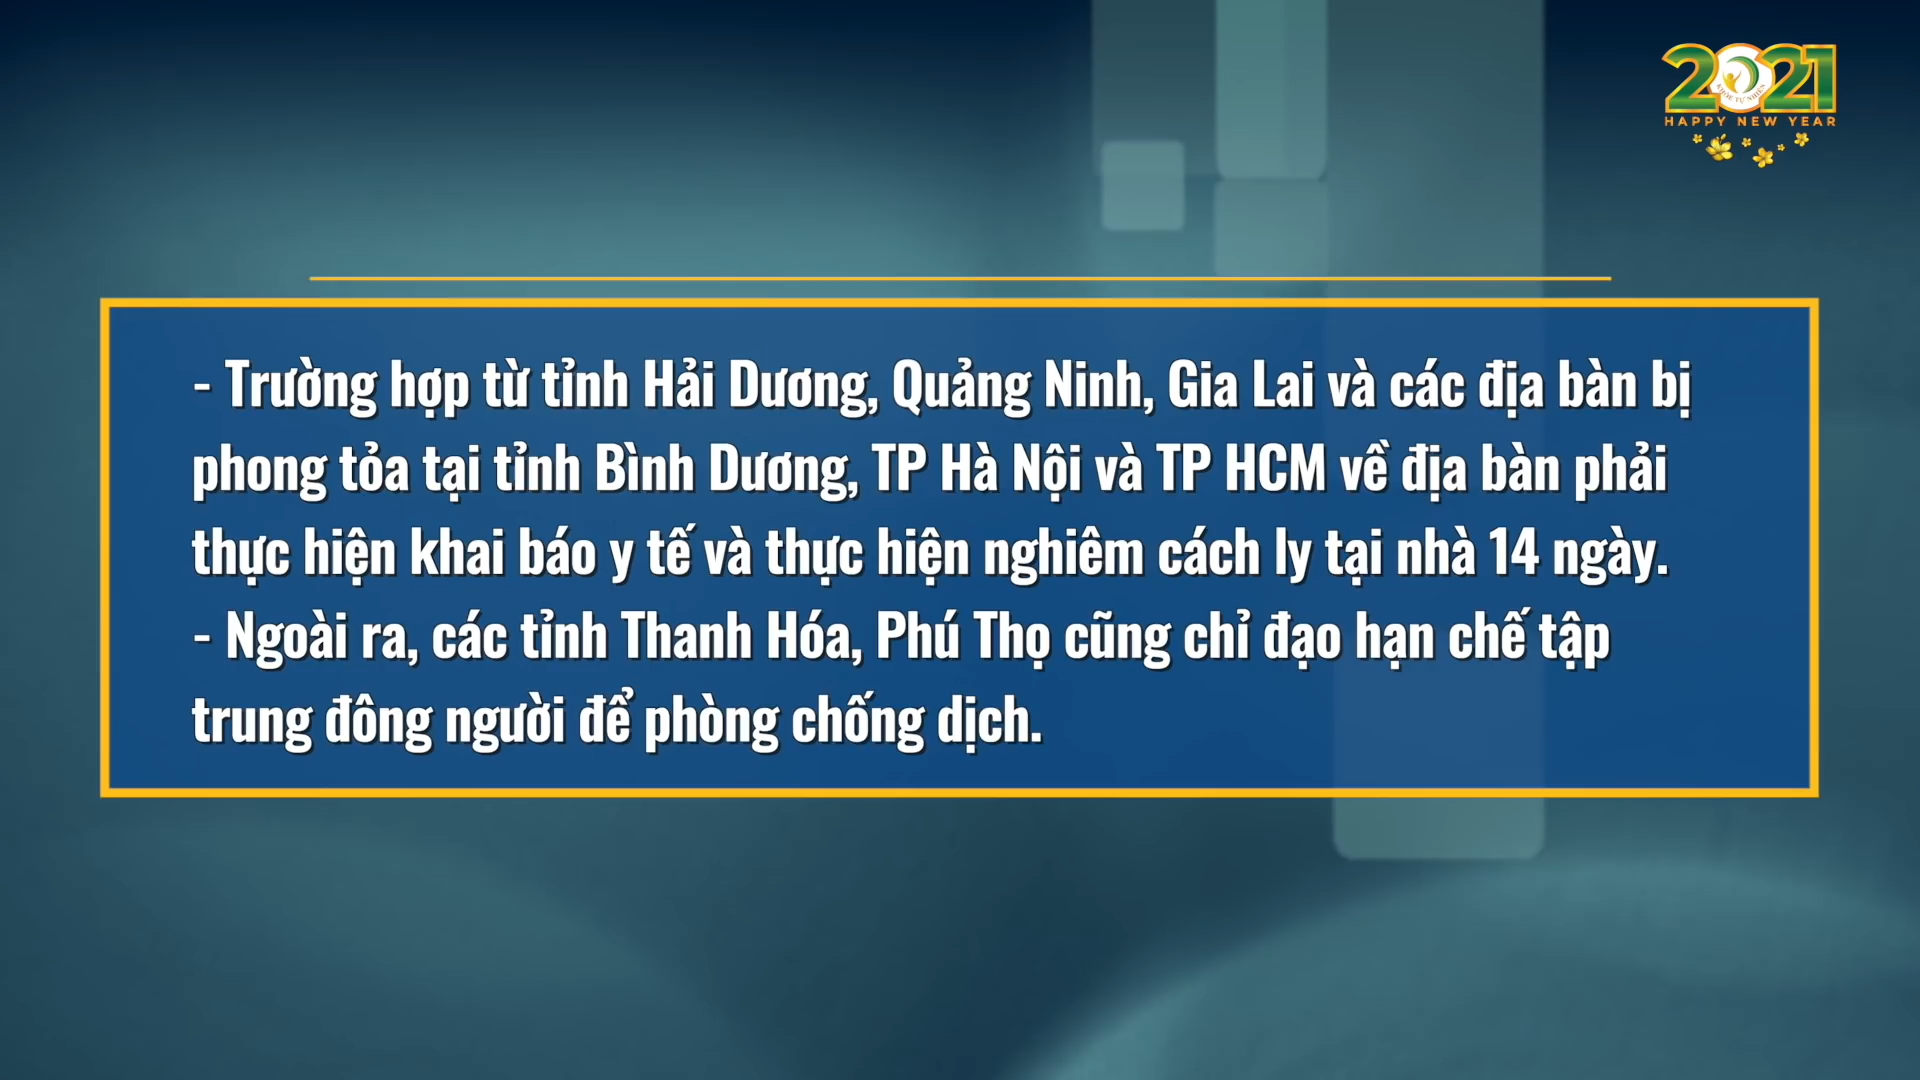 2021
KHỎE TỰ NHIÊN
HAPPY NEW YEAR
- Trường hợp từ tỉnh Hải Dương, Quảng Ninh, Gia Lai và các địa bàn bị
phong tỏa tại tỉnh Bình Dương, TP Hà Nội và TP HCM về địa bàn phải
thực hiện khai báo y tế và thực hiện nghiêm cách ly tại nhà 14 ngày.
- Ngoài ra, các tỉnh Thanh Hóa, Phú Thọ cũng chỉ đạo hạn chế tập
trung đông người để phòng chống dịch.